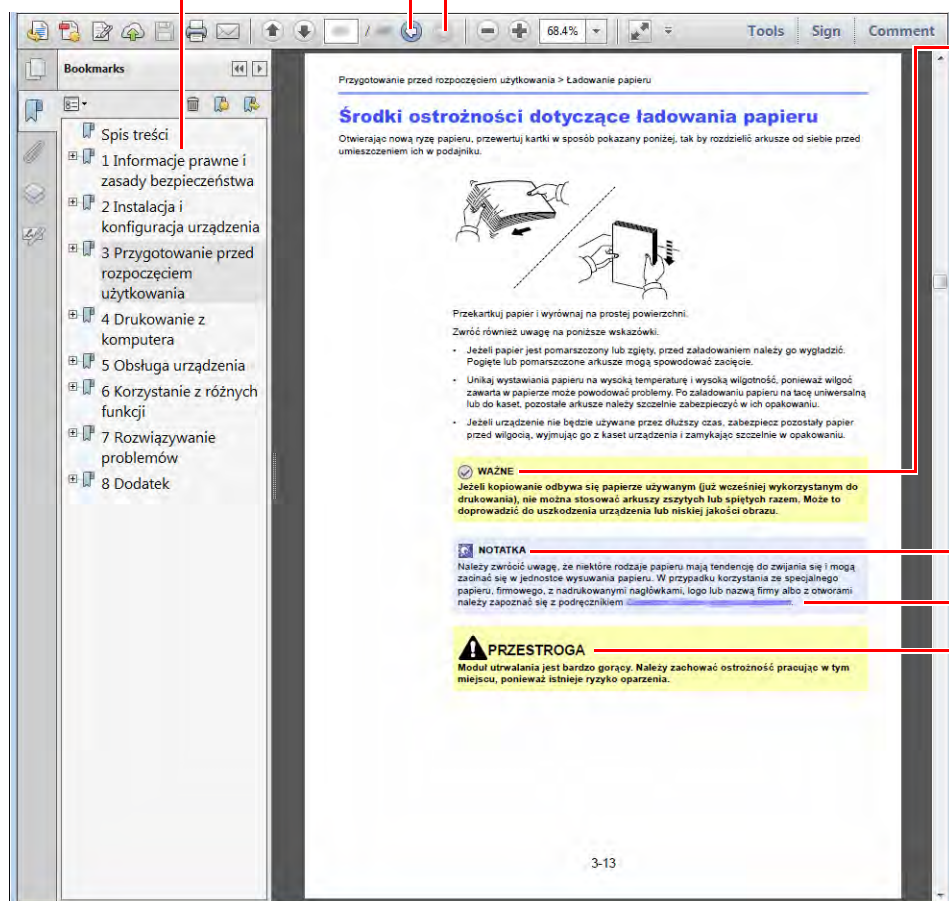 68.4%
Tools Sign Comment
Bookmarks
Spis treści
1 Informacje prawne i
zasady bezpieczeństwa
2 Instalacja i
konfiguracja urządzenia
3 Przygotowanie przed
rozpoczęciem
użytkowania
4 Drukowanie z
komputera
5 Obsługa urządzenia
6 Korzystanie z różnych
funkcji
7 Rozwiązywanie
problemów
8 Dodatek
Przygotowanie przed rozpoczęciem użytkowania > Ładowanie papieru
Środki ostrożności dotyczące ładowania papieru
Otwierając nową ryzę papieru, przewertuj kartki w sposób pokazany poniżej, tak by rozdzielić arkusze od siebie przed
umieszczeniem ich w podajniku.
Przekartkuj papier i wyrównaj na prostej powierzchni.
Zwróć również uwagę na poniższe wskazówki.
• Jeżeli papier jest pomarszczony lub zgięty, przed załadowaniem należy go wygładzić.
Pogięte lub pomarszczone arkusze mogą spowodować zacięcie.
• Unikaj wystawiania papieru na wysoką temperaturę i wysoką wilgotność, ponieważ wilgoć
zawarta w papierze może powodować problemy. Po załadowaniu papieru na tacę uniwersalną
lub do kaset, pozostałe arkusze należy szczelnie zabezpieczyć w ich opakowaniu.
• Jeżeli urządzenie nie będzie używane przez dłuższy czas, zabezpiecz pozostały papier
przed wilgocią, wyjmując go z kaset urządzenia i zamykając szczelnie w opakowaniu.
WAŻNE
Jeżeli kopiowanie odbywa się papierze używanym (już wcześniej wykorzystanym do
drukowania), nie można stosować arkuszy zszytych lub spiętych razem. Może to
doprowadzić do uszkodzenia urządzenia lub niskiej jakości obrazu.
NOTATKA
Należy zwrócić uwagę, że niektóre rodzaje papieru mają tendencję do zwijania się i mogą
zacinać się w jednostce wysuwania papieru. W przypadku korzystania ze specjalnego
papieru, firmowego, z nadrukowanymi nagłówkami, logo lub nazwą firmy albo z otworami
należy zapoznać się z podręcznikiem
PRZESTROGA
Moduł utrwalania jest bardzo gorący. Należy zachować ostrożność pracując w tym
miejscu, ponieważ istnieje ryzyko oparzenia.
3-13